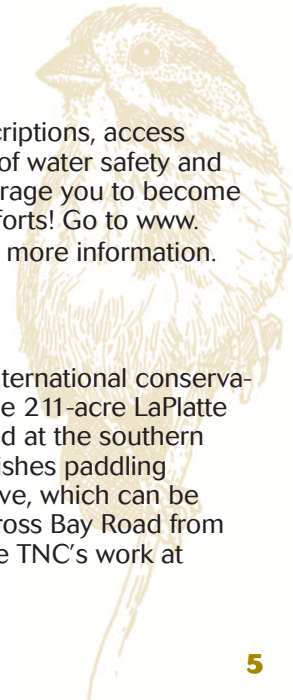 criptions, access
of water safety and
rage you to become
forts! Go to www.
more information.
ternational conserva-
e 211-acre LaPlatte
d at the southern
ishes paddling
ve, which can be
ross Bay Road from
e TNC’s work at
5